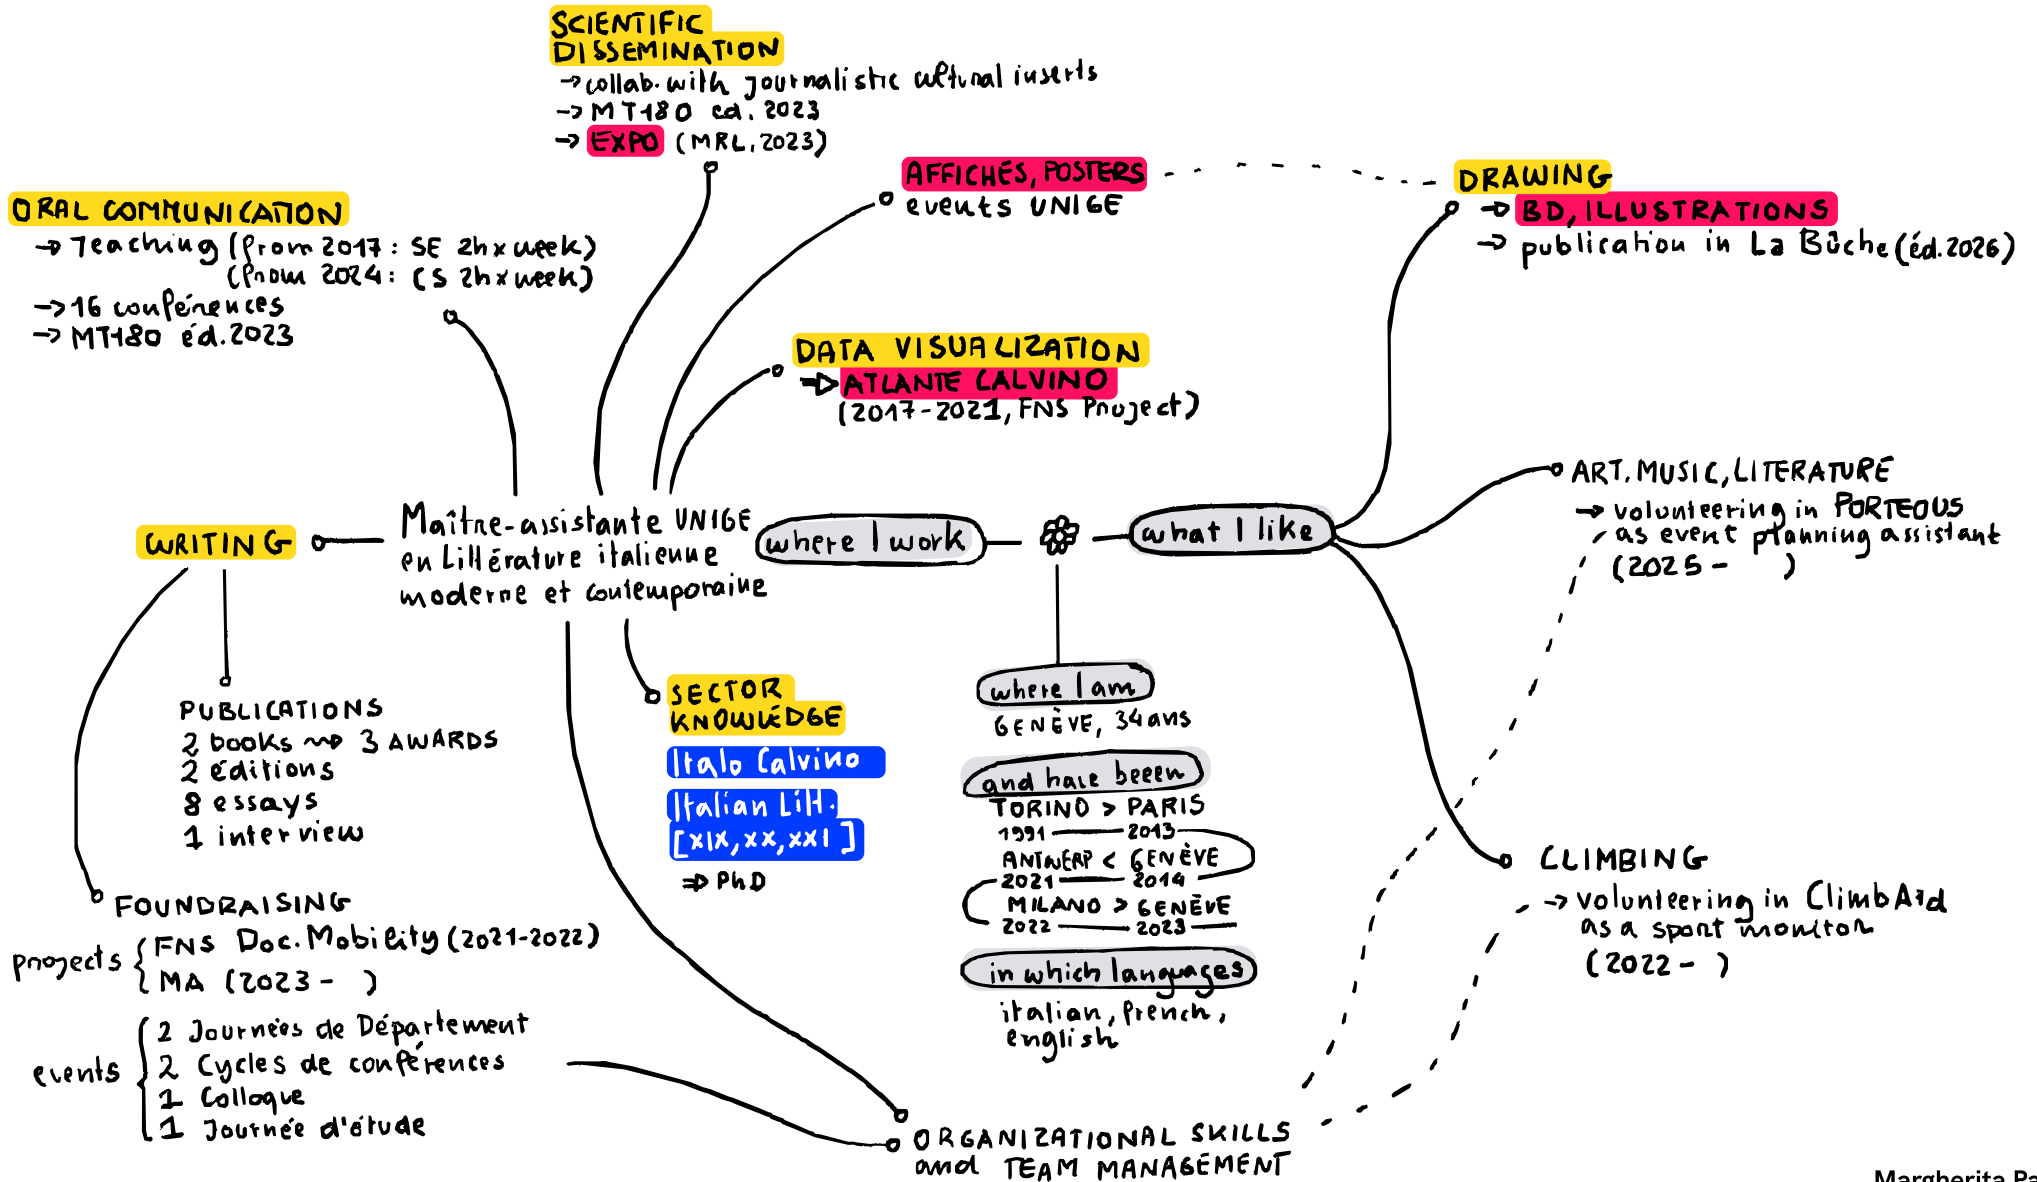 SCIENTIFIC
DISSEMINATION
→ collab. with journalistic cultural inserts
→ MT180 ed. 2023
→ EXPO (MRL, 2023)
AFFICHES, POSTERS
events UNIGE
DRAWING
→ BD, ILLUSTRATIONS
→ publication in La Bûche (éd. 2026)
ORAL COMMUNICATION
→ Teaching (from 2017: SE 2h x week)
(from 2024: CS 2h x week)
→ 16 conférences
→ MT180 éd. 2023
DATA VISUALIZATION
⇒ ATLANTE CALVINO
(2017-2021, FNS Project)
ART, MUSIC, LITERATURE
→ volunteering in PORTEOUS
as event planning assistant
(2025 - )
WRITING
Maître-assistante UNIGE
en Littérature italienne
moderne et contemporaine
where I work
what I like
PUBLICATIONS
2 books → 3 AWARDS
2 éditions
8 essays
1 interview
SECTOR
KNOWLEDGE
Italo Calvino
Italian Litt.
[XIX, XX, XXI]
⇒ PhD
where I am
GENÈVE, 34 ans
and have beeen
TORINO > PARIS
1991 2013
ANTWERP < GENÈVE
2021 2014
MILANO > GENÈVE
2022 2023
in which languages
italian, french,
english
CLIMBING
→ volunteering in ClimbAid
as a sport monitor
(2022 - )
FOUNDRAISING
projects
FNS Doc. Mobility (2021-2022)
MA (2023 - )
events
2 Journées de Département
2 Cycles de conférences
1 Colloque
1 Journée d'étude
ORGANIZATIONAL SKILLS
and TEAM MANAGEMENT
Margherita Pa